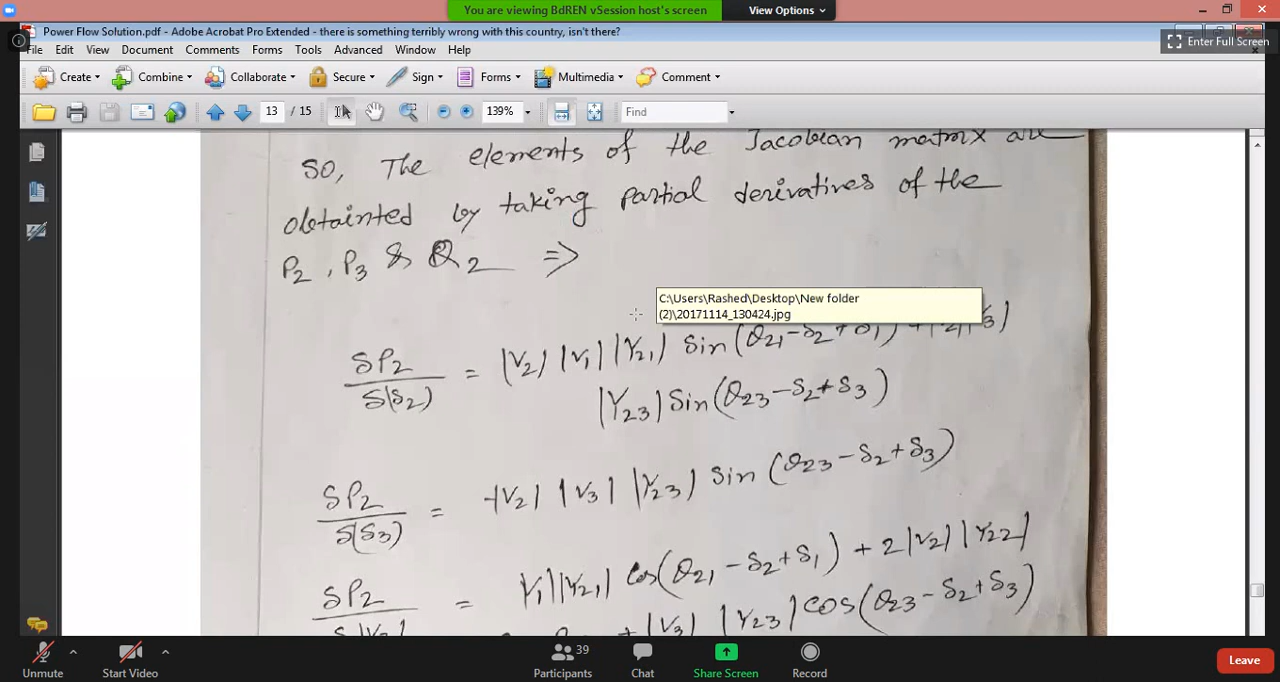 You are viewing BdREN vSession host's screen
View Options
Power Flow Solution.pdf - Adobe Acrobat Pro Extended - there is something terribly wrong with this country, isn't there?
File Edit View Document Comments Forms Tools Advanced Window Help
Enter Full Screen
Create Combine Collaborate Secure Sign Forms Multimedia Comment
13 / 15 139% Find
SO, The elements of the Jacobean matrix are
obtainted by taking partial derivatives of the
P2, P3 & Q2 =>
C:\Users\Rashed\Desktop\New folder
(2)\20171114_130424.jpg
δP2/δ(δ2) = |V2| |V1| |Y21| Sin(θ21-δ2+δ1) +
|Y23| Sin(θ23-δ2+δ3)
δP2/δ(δ3) = -|V2| |V3| |Y23| Sin(θ23-δ2+δ3)
δP2 = V1||Y21| Cos(θ21-δ2+δ1) + 2|V2||Y22|
+|V3| |Y23| COS(θ23-δ2+δ3)
Unmute Start Video 39 Participants Chat Share Screen Record Leave